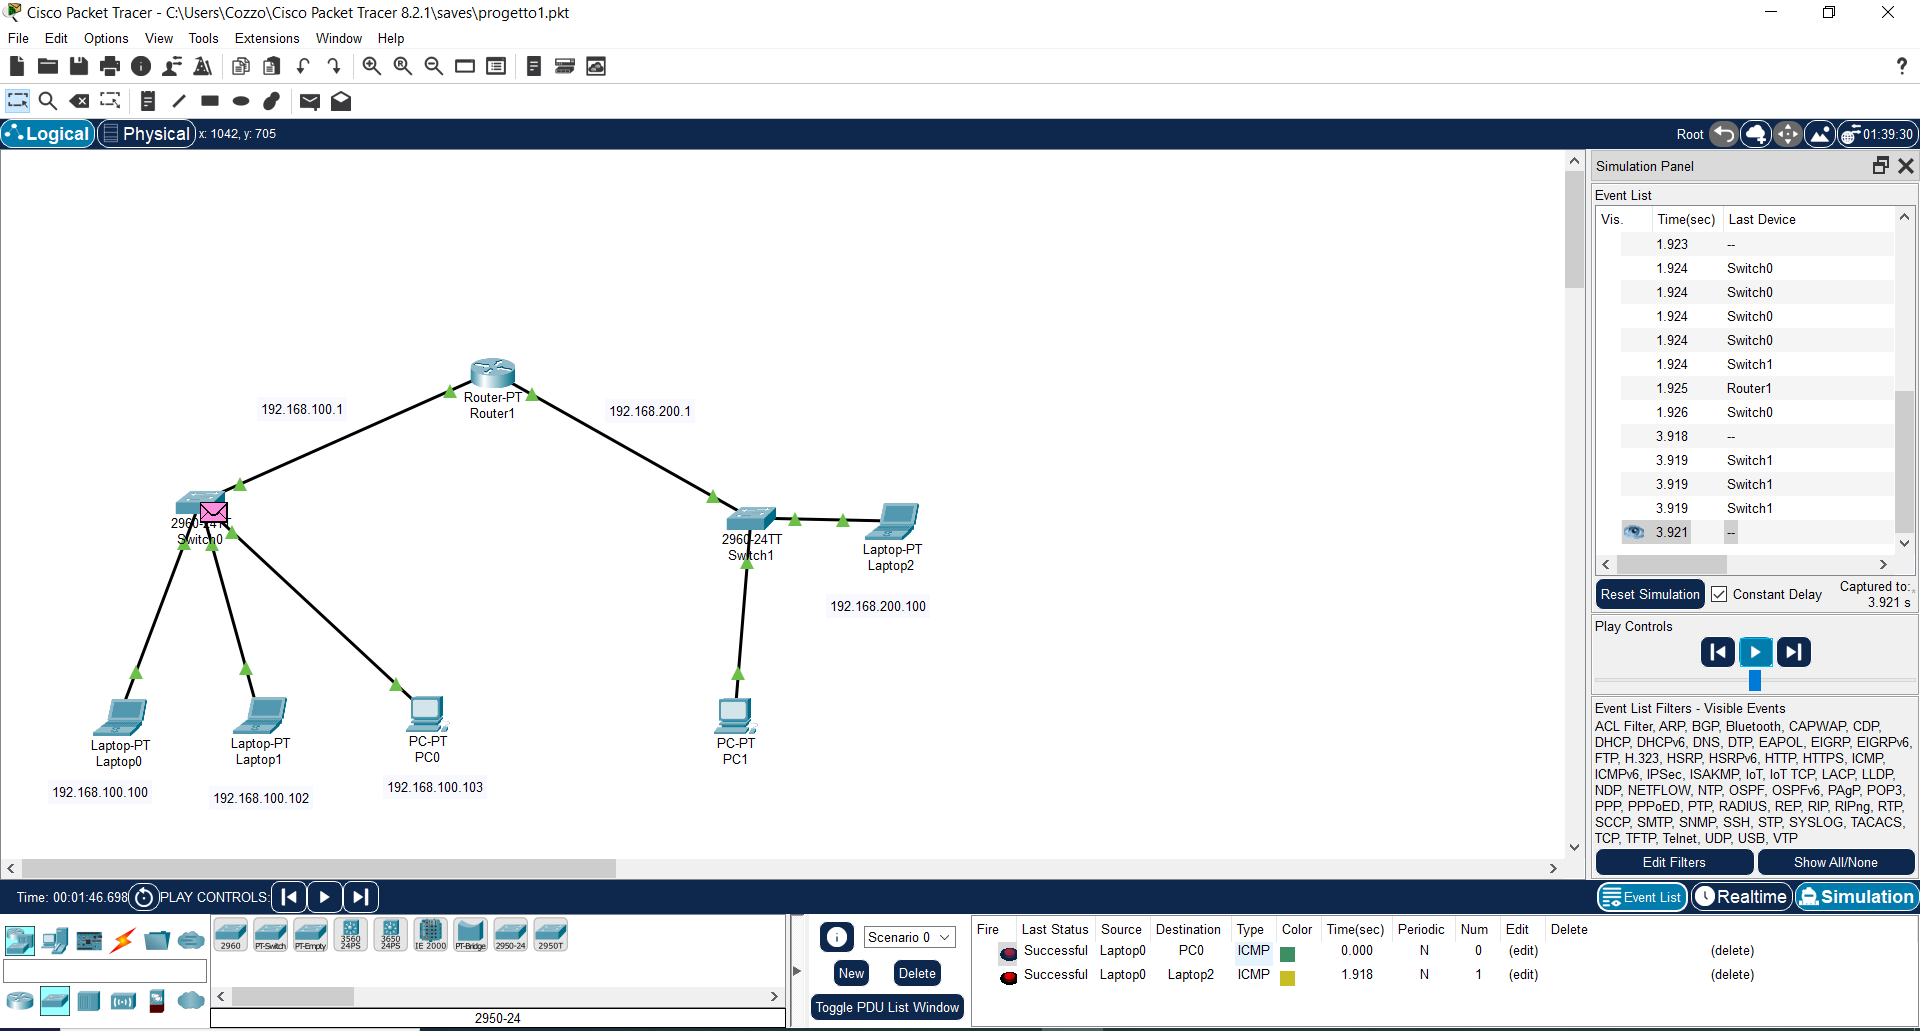 Cisco Packet Tracer - C:\Users\Cozzo\Cisco Packet Tracer 8.2.1\saves\progetto1.pkt
File Edit Options View Tools Extensions Window Help
?
Logical Physical x: 1042, y: 705
Root 01:39:30
192.168.100.1
Router-PT
Router1
192.168.200.1
2960-24TT
Switch0
2960-24TT
Switch1
Laptop-PT
Laptop2
192.168.200.100
Laptop-PT
Laptop0
192.168.100.100
Laptop-PT
Laptop1
192.168.100.102
PC-PT
PC0
192.168.100.103
PC-PT
PC1
Simulation Panel
Event List
Vis. Time(sec) Last Device
1.923 --
1.924 Switch0
1.924 Switch0
1.924 Switch0
1.924 Switch0
1.924 Switch1
1.925 Router1
1.926 Switch0
3.918 --
3.919 Switch1
3.919 Switch1
3.919 Switch1
3.921 --
Reset Simulation Constant Delay Captured to:
3.921 s
Play Controls
Event List Filters - Visible Events
ACL Filter, ARP, BGP, Bluetooth, CAPWAP, CDP,
DHCP, DHCPv6, DNS, DTP, EAPOL, EIGRP, EIGRPv6,
FTP, H.323, HSRP, HSRPv6, HTTP, HTTPS, ICMP,
ICMPv6, IPSec, ISAKMP, IoT, IoT TCP, LACP, LLDP,
NDP, NETFLOW, NTP, OSPF, OSPFv6, PAgP, POP3,
PPP, PPPoED, PTP, RADIUS, REP, RIP, RIPng, RTP,
SCCP, SMTP, SNMP, SSH, STP, SYSLOG, TACACS,
TCP, TFTP, Telnet, UDP, USB, VTP
Edit Filters Show All/None
Time: 00:01:46.698 PLAY CONTROLS:
Event List Realtime Simulation
2960 PT-Switch PT-Empty 3560 24PS 3650 24PS IE 2000 PT-Bridge 2950-24 2950T
2950-24
Scenario 0
New Delete
Toggle PDU List Window
Fire Last Status Source Destination Type Color Time(sec) Periodic Num Edit Delete
Successful Laptop0 PC0 ICMP 0.000 N 0 (edit) (delete)
Successful Laptop0 Laptop2 ICMP 1.918 N 1 (edit) (delete)